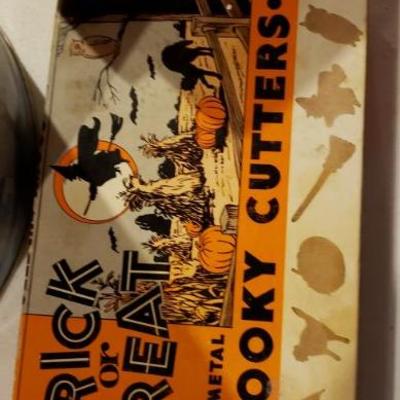 RICK
or
REAT
METAL
OOKY CUTTERS